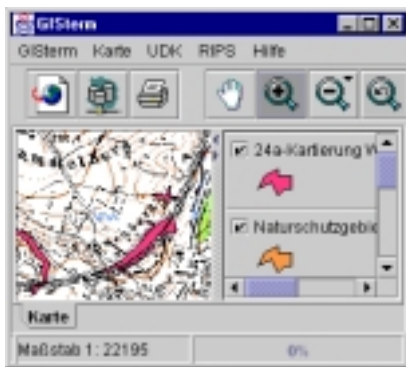 GISterm
GISterm Karte UDK RIPS Hilfe
24a-Kartierung W
Naturschutzgebie
Karte
Maßstab 1: 22195 0%